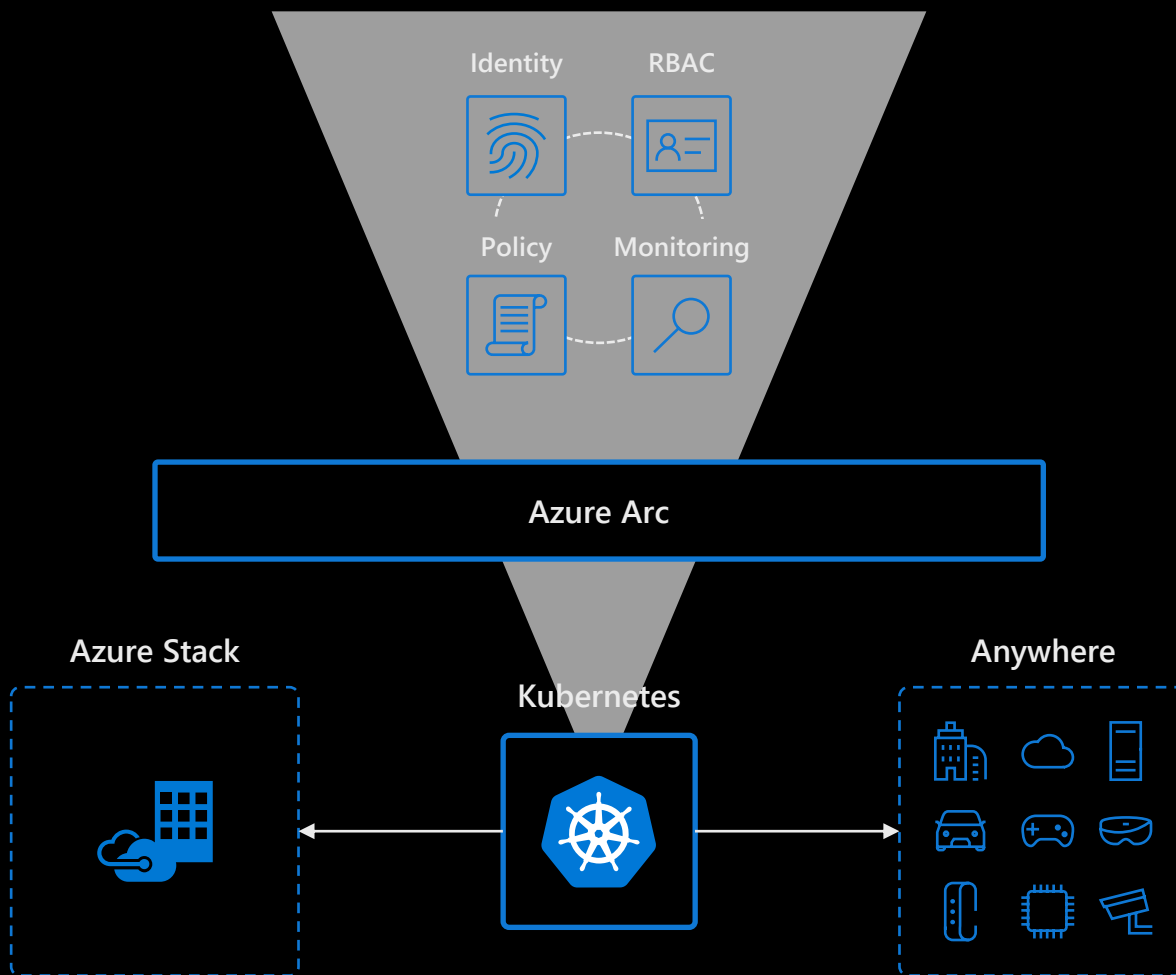 Identity
RBAC
Policy
Monitoring
Azure Arc
Azure Stack
Kubernetes
Anywhere